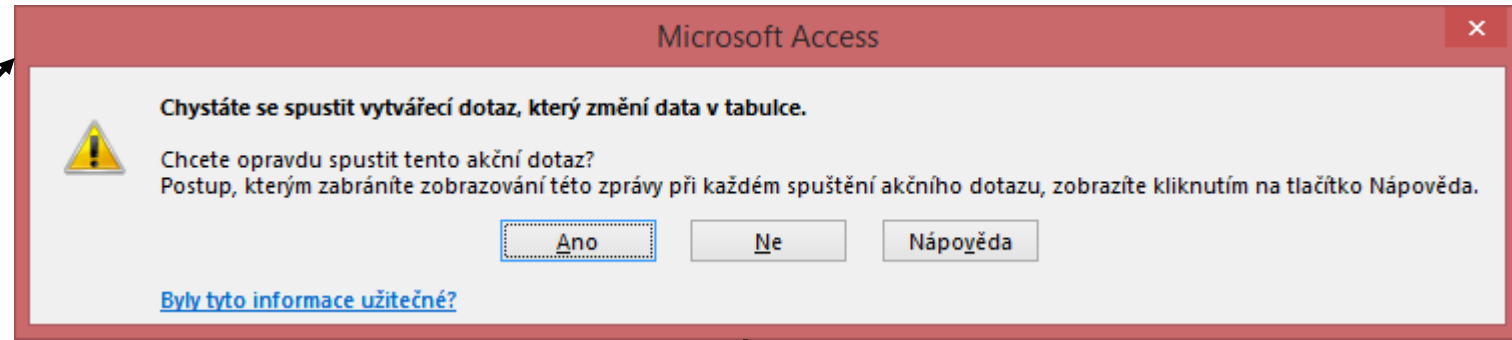 Microsoft Access
Chystáte se spustit vytvářecí dotaz, který změní data v tabulce.
Chcete opravdu spustit tento akční dotaz?
Postup, kterým zabráníte zobrazování této zprávy při každém spuštění akčního dotazu, zobrazíte kliknutím na tlačítko Nápověda.
Ano Ne Nápověda
Byly tyto informace užitečné?